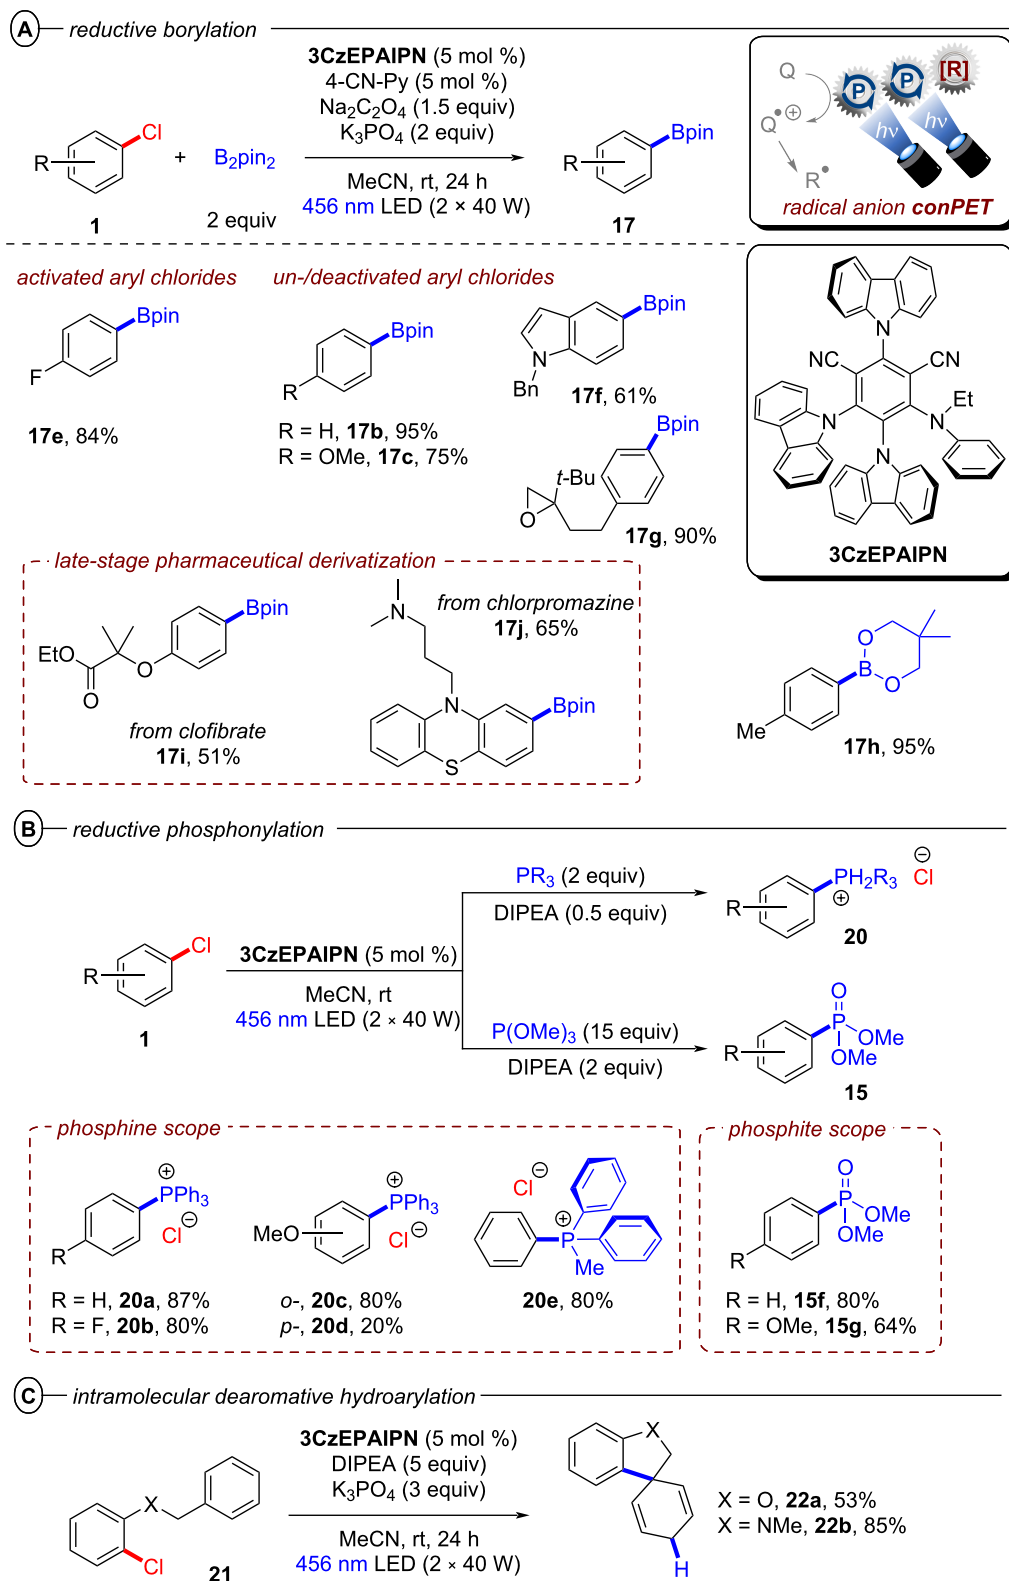 A reductive borylation
3CzEPAIPN (5 mol %)
4-CN-Py (5 mol %)
Na2C2O4 (1.5 equiv)
K3PO4 (2 equiv)
R Cl + B2pin2
MeCN, rt, 24 h
456 nm LED (2 × 40 W)
R Bpin
1
2 equiv
17
Q P P [R]
Q•⊕ hν hν
R•
radical anion conPET
activated aryl chlorides
Bpin
F
17e, 84%
un-/deactivated aryl chlorides
Bpin
R
R = H, 17b, 95%
R = OMe, 17c, 75%
Bpin
N
Bn
17f, 61%
Bpin
t-Bu
O
17g, 90%
N
NC CN
Et
N N
N
3CzEPAIPN
late-stage pharmaceutical derivatization
Bpin
EtO
O
O
from clofibrate
17i, 51%
from chlorpromazine
17j, 65%
N
N
Bpin
S
O
B
O
Me
17h, 95%
B reductive phosphonylation
R Cl
1
3CzEPAIPN (5 mol %)
MeCN, rt
456 nm LED (2 × 40 W)
PR3 (2 equiv)
DIPEA (0.5 equiv)
R PH2R3 ⊕ Cl ⊖
20
P(OMe)3 (15 equiv)
DIPEA (2 equiv)
O
P
OMe
OMe
R
15
phosphine scope
⊕
PPh3
Cl ⊖
R
R = H, 20a, 87%
R = F, 20b, 80%
⊕
PPh3
MeO
Cl ⊖
o-, 20c, 80%
p-, 20d, 20%
Cl ⊖
⊕
P
Me
20e, 80%
phosphite scope
O
P
OMe
OMe
R
R = H, 15f, 80%
R = OMe, 15g, 64%
C intramolecular dearomative hydroarylation
X
Cl
21
3CzEPAIPN (5 mol %)
DIPEA (5 equiv)
K3PO4 (3 equiv)
MeCN, rt, 24 h
456 nm LED (2 × 40 W)
X
H
X = O, 22a, 53%
X = NMe, 22b, 85%